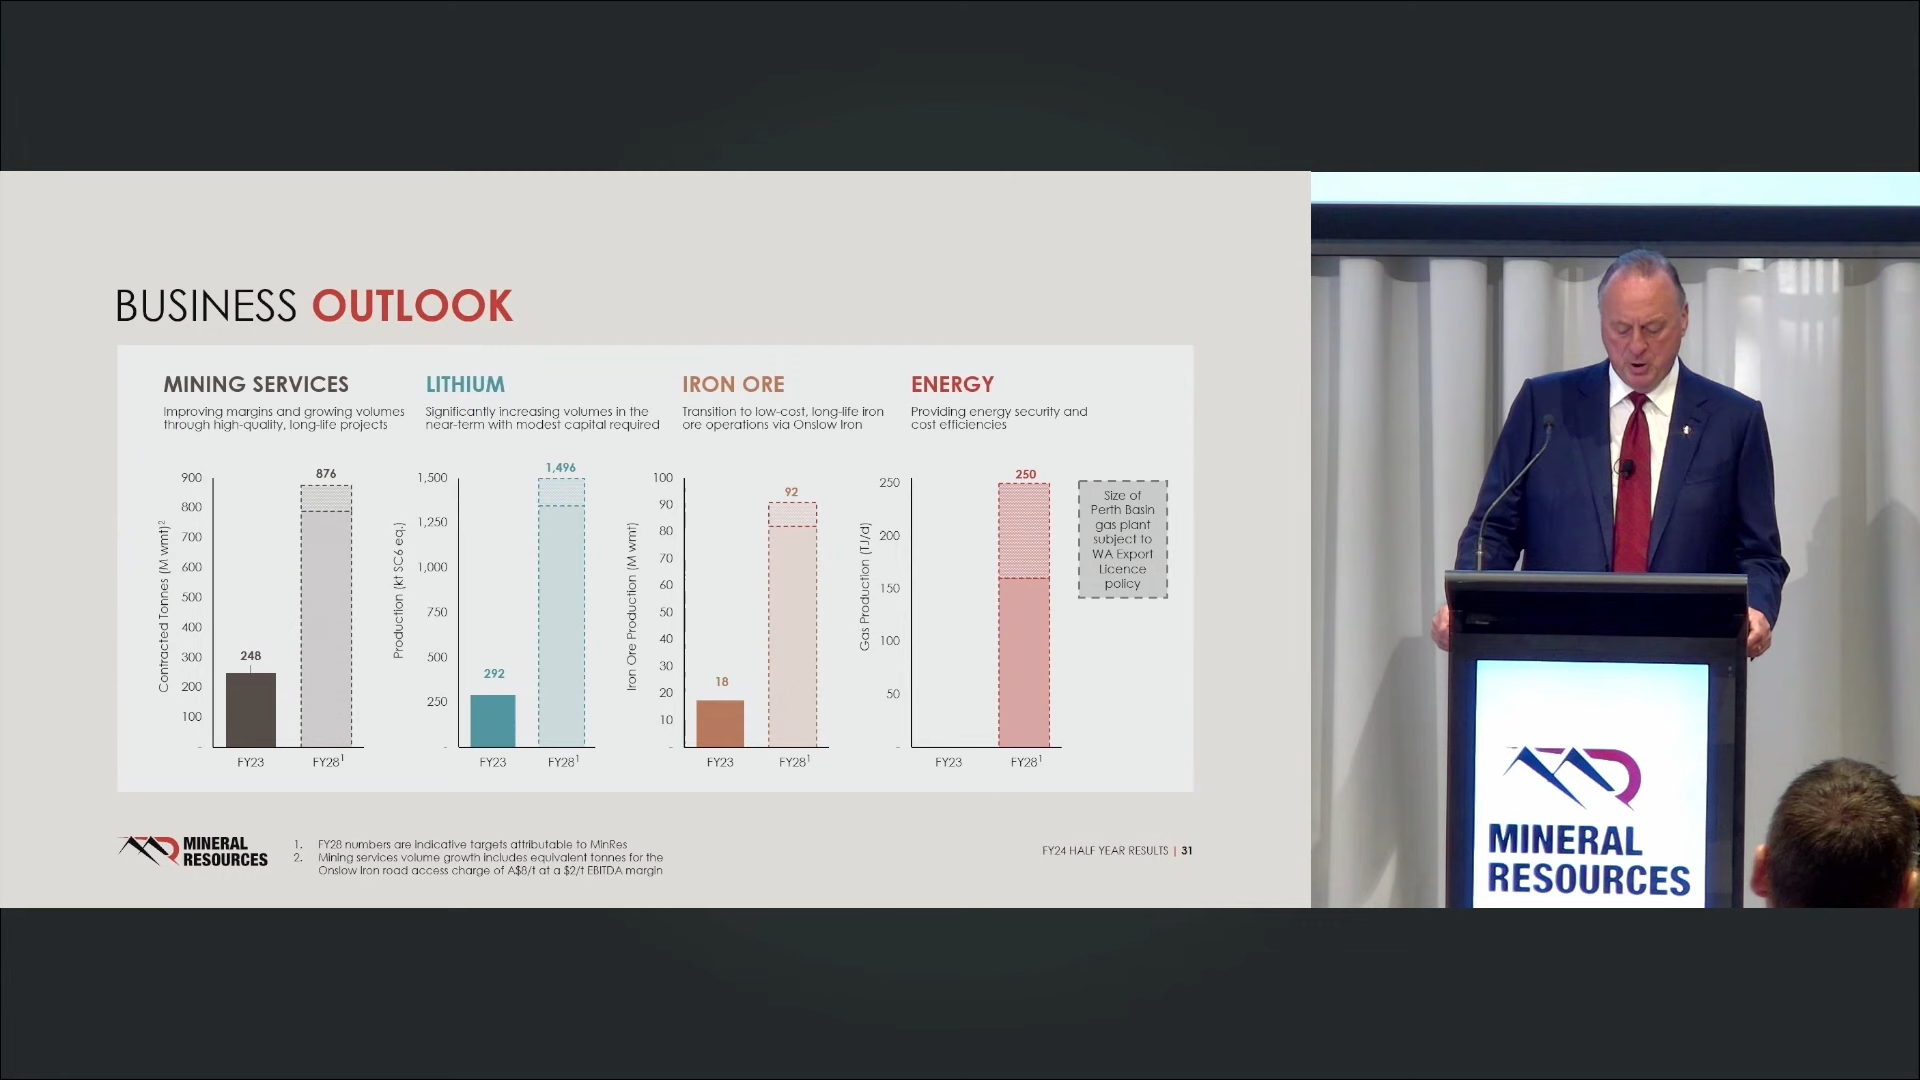 BUSINESS OUTLOOK
MINING SERVICES
Improving margins and growing volumes
through high-quality, long-life projects
Contracted Tonnes (M wmt)²
900
800
700
600
500
400
300
200
100
-
248
876
FY23
FY28¹
LITHIUM
Significantly increasing volumes in the
near-term with modest capital required
Production (kt SC6 eq.)
1,500
1,250
1,000
750
500
250
-
292
1,496
FY23
FY28¹
IRON ORE
Transition to low-cost, long-life iron
ore operations via Onslow Iron
Iron Ore Production (M wmt)
100
90
80
70
60
50
40
30
20
10
-
18
92
FY23
FY28¹
ENERGY
Providing energy security and
cost efficiencies
Gas Production (TJ/d)
250
200
150
100
50
-
250
FY23
FY28¹
Size of
Perth Basin
gas plant
subject to
WA Export
Licence
policy
MINERAL
RESOURCES
1. FY28 numbers are indicative targets attributable to MinRes
2. Mining services volume growth includes equivalent tonnes for the
Onslow Iron road access charge of A$8/t at a $2/t EBITDA margin
FY24 HALF YEAR RESULTS | 31
MINERAL
RESOURCES